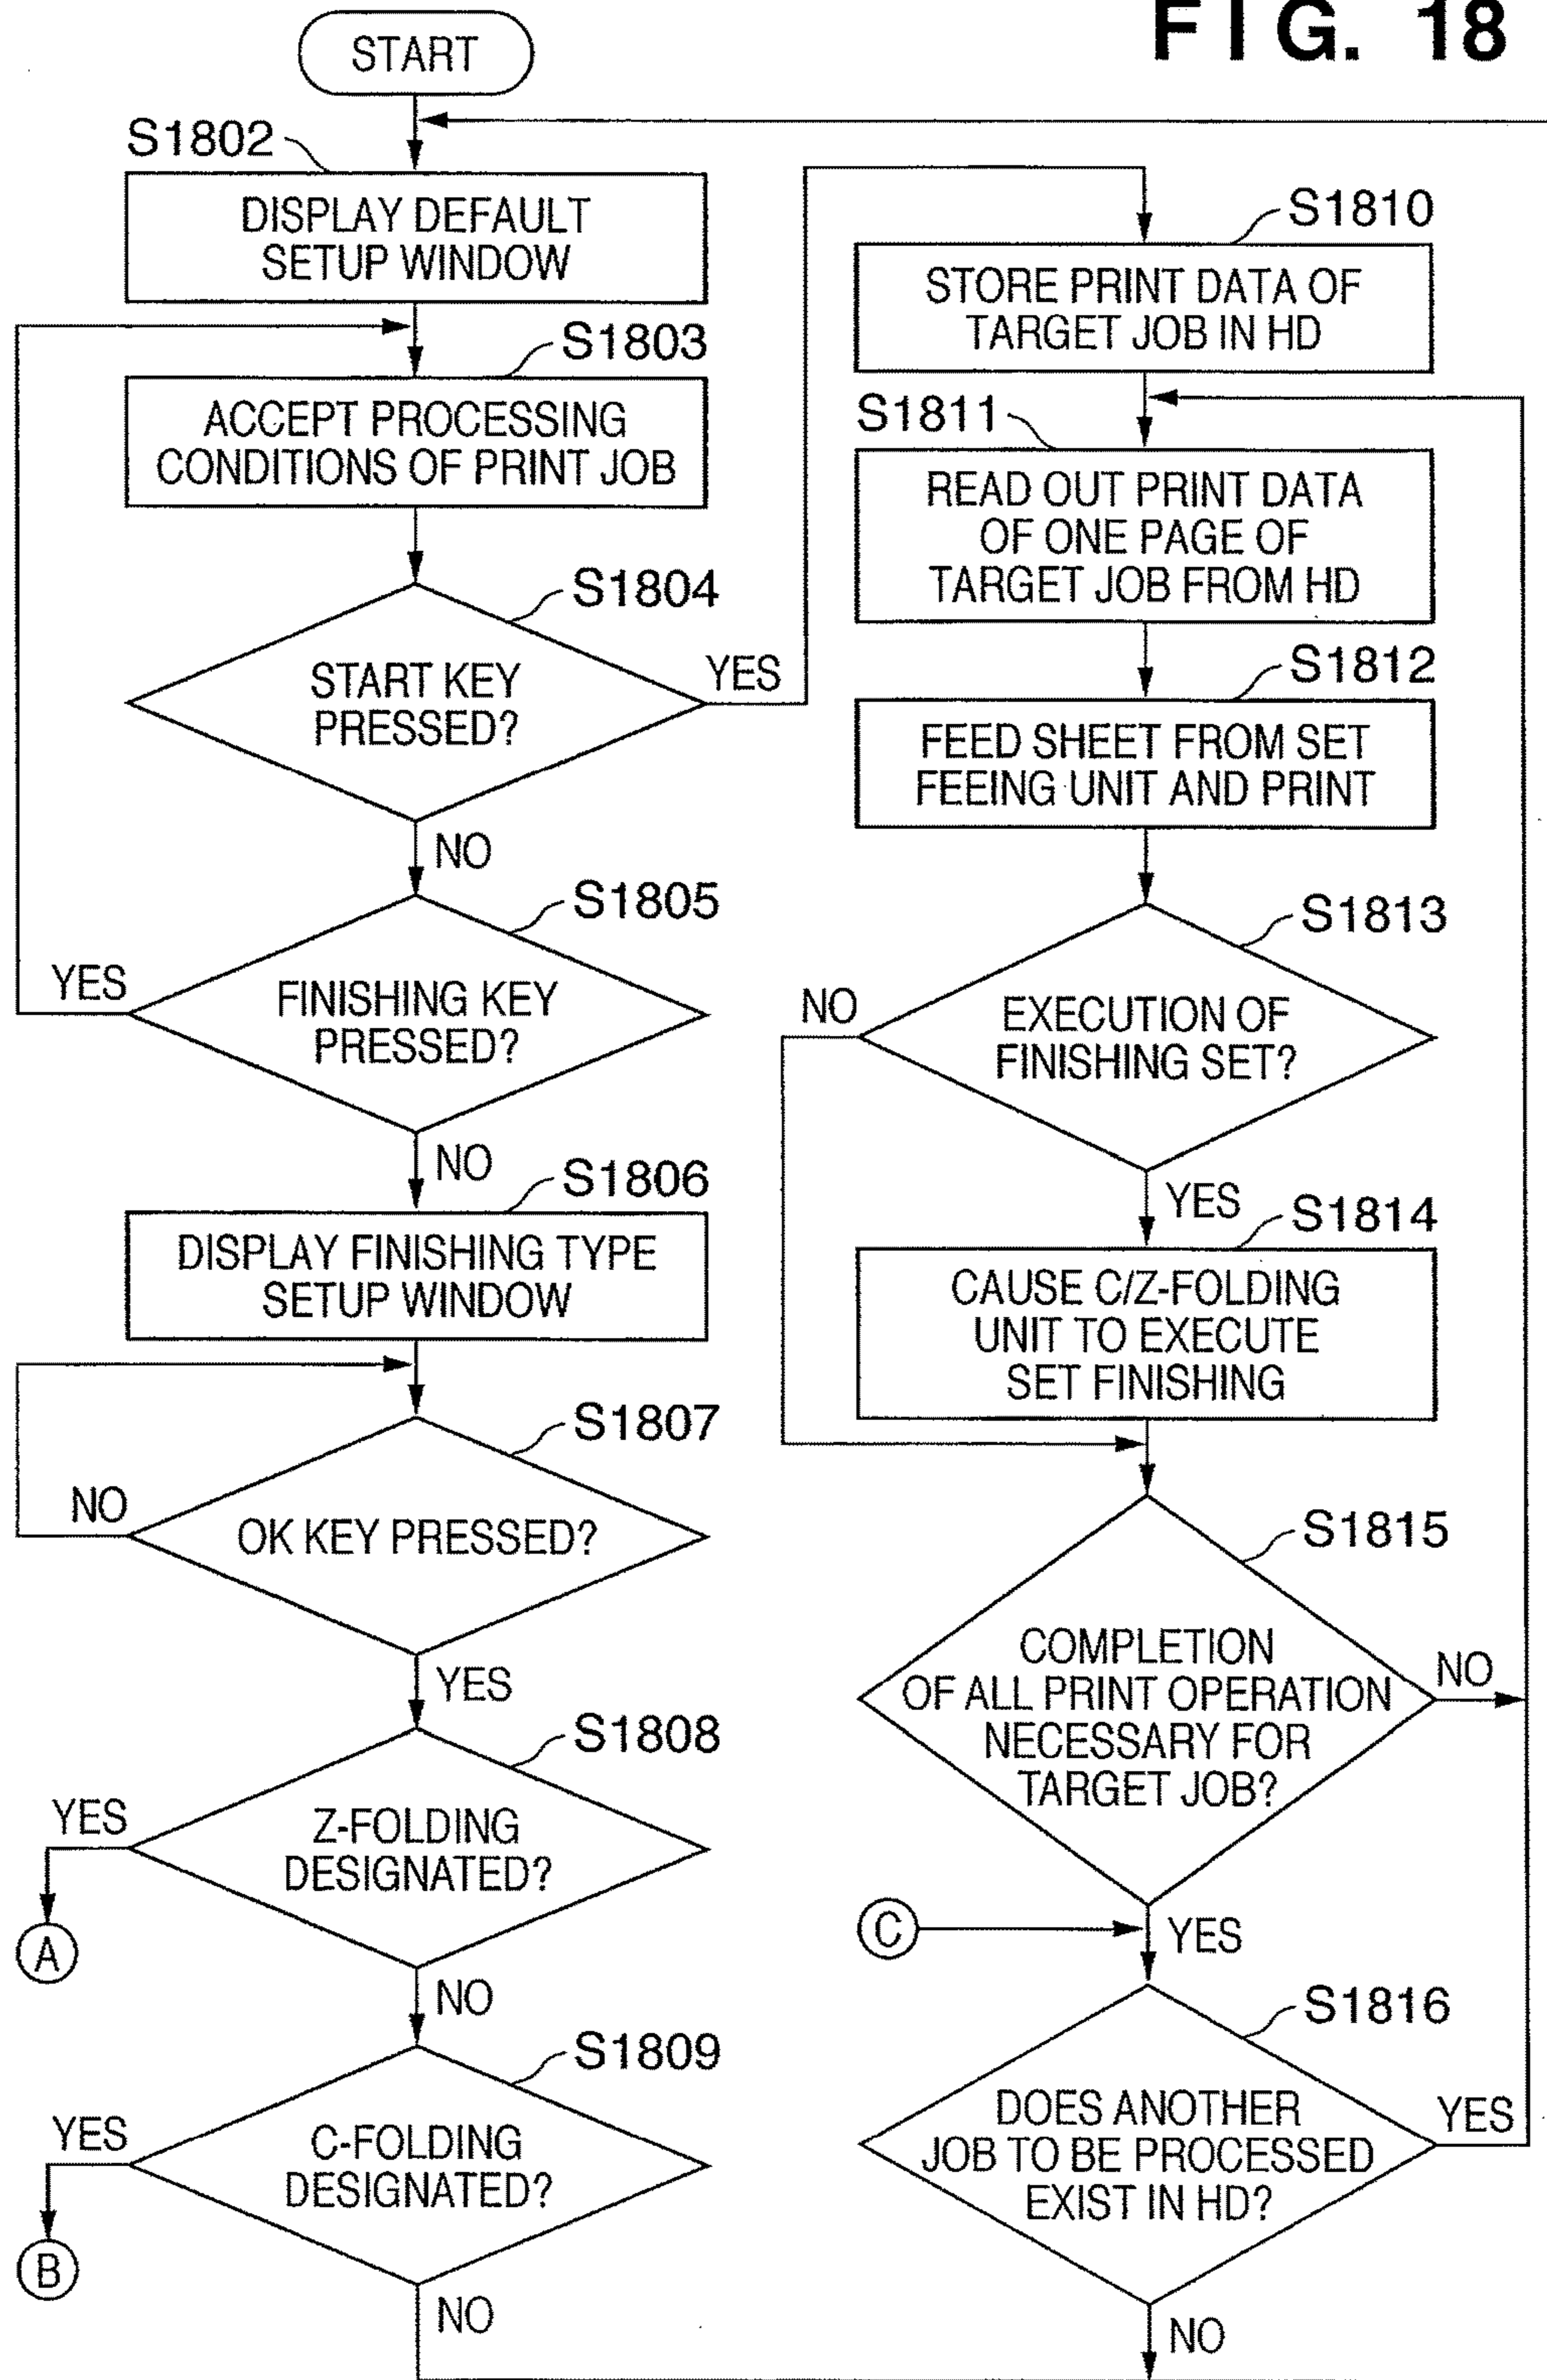 FIG. 18
START
S1802
DISPLAY DEFAULT
SETUP WINDOW
S1803
ACCEPT PROCESSING
CONDITIONS OF PRINT JOB
S1804
START KEY
PRESSED?
YES
NO
S1805
YES
FINISHING KEY
PRESSED?
NO
S1806
DISPLAY FINISHING TYPE
SETUP WINDOW
S1807
NO
OK KEY PRESSED?
YES
S1808
YES
Z-FOLDING
DESIGNATED?
A
NO
S1809
YES
C-FOLDING
DESIGNATED?
B
NO
S1810
STORE PRINT DATA OF
TARGET JOB IN HD
S1811
READ OUT PRINT DATA
OF ONE PAGE OF
TARGET JOB FROM HD
S1812
FEED SHEET FROM SET
FEEING UNIT AND PRINT
S1813
NO
EXECUTION OF
FINISHING SET?
YES
S1814
CAUSE C/Z-FOLDING
UNIT TO EXECUTE
SET FINISHING
S1815
COMPLETION
OF ALL PRINT OPERATION
NECESSARY FOR
TARGET JOB?
NO
C
YES
S1816
DOES ANOTHER
JOB TO BE PROCESSED
EXIST IN HD?
YES
NO